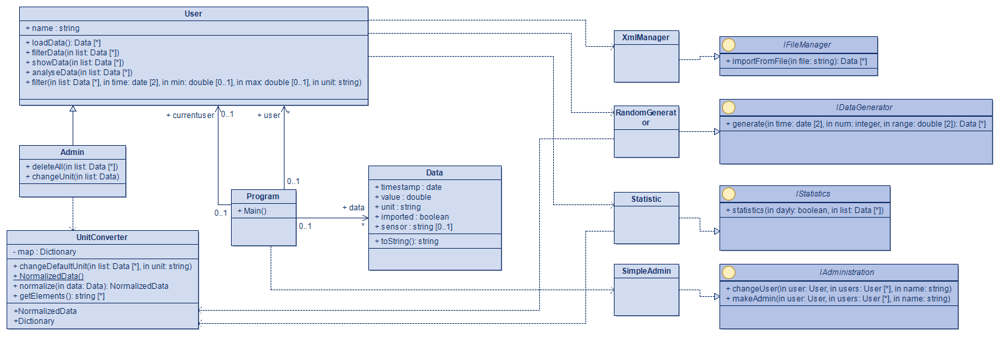 User
+ name : string
+ loadData(): Data [*]
+ filterData(in list: Data [*])
+ showData(in list: Data [*])
+ analyseData(in list: Data [*])
+ filter(in list: Data [*], in time: date [2], in min: double [0..1], in max: double [0..1], in unit: string)
+ currentuser
0..1
+ user
*
Admin
+ deleteAll(in list: Data [*])
+ changeUnit(in list: Data)
0..1
0..1
Program
+ Main()
0..1
+ data
*
Data
+ timestamp : date
+ value : double
+ unit : string
+ imported : boolean
+ sensor : string [0..1]
+ toString(): string
UnitConverter
- map : Dictionary
+ changeDefaultUnit(in list: Data [*], in unit: string)
+ NormalizedData()
+ normalize(in data: Data): NormalizedData
+ getElements(): string [*]
+NormalizedData
+Dictionary
XmlManager
IFileManager
+ importFromFile(in file: string): Data [*]
RandomGenerat
or
IDataGenerator
+ generate(in time: date [2], in num: integer, in range: double [2]): Data [*]
Statistic
IStatistics
+ statistics(in dayly: boolean, in list: Data [*])
SimpleAdmin
IAdministration
+ changeUser(in user: User, in users: User [*], in name: string)
+ makeAdmin(in user: User, in users: User [*], in name: string)